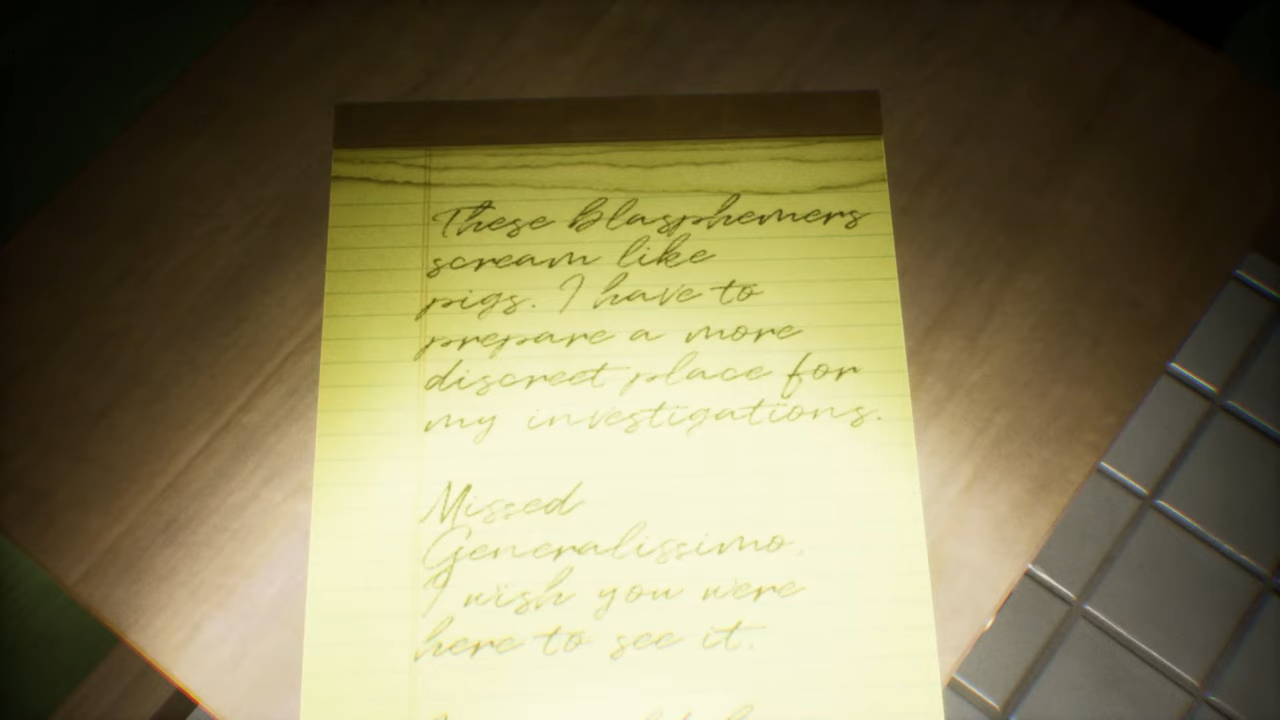 These blasphemers
scream like
pigs. I have to
prepare a more
discreet place for
my investigations.
Missed
Generalissimo.
I wish you were
here to see it.